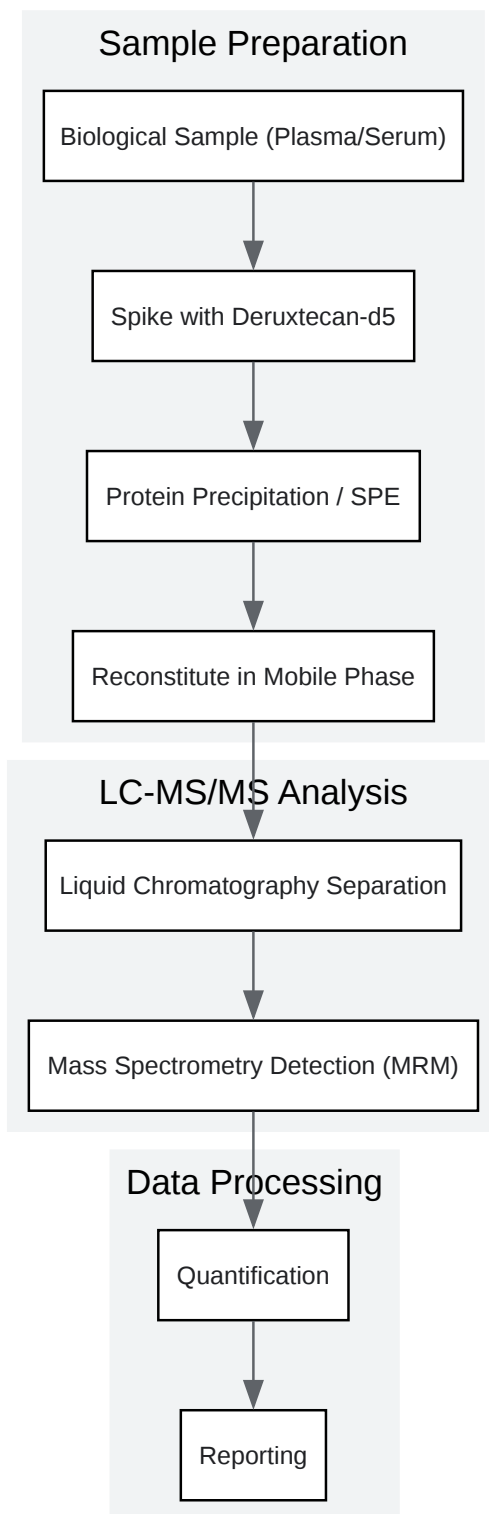 Sample Preparation
Biological Sample (Plasma/Serum)
Spike with Deruxtecan-d5
Protein Precipitation / SPE
Reconstitute in Mobile Phase
LC-MS/MS Analysis
Liquid Chromatography Separation
Mass Spectrometry Detection (MRM)
Data Processing
Quantification
Reporting